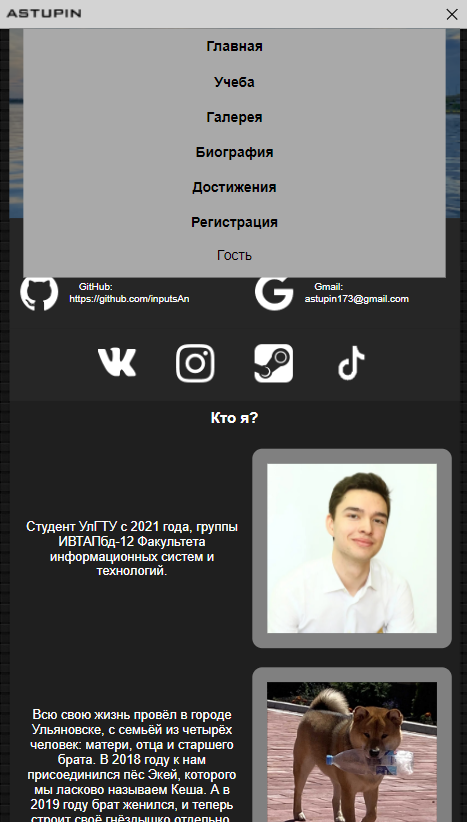 ASTUPIN
Главная
Учеба
Галерея
Биография
Достижения
Регистрация
Гость
GitHub:
https://github.com/inputsAn
Gmail:
astupin173@gmail.com
Кто я?
Студент УлГТУ с 2021 года, группы
ИВТАПбд-12 Факультета
информационных систем и
технологий.
Всю свою жизнь провёл в городе
Ульяновске, с семьёй из четырёх
человек: матери, отца и старшего
брата. В 2018 году к нам
присоединился пёс Экей, которого
мы ласково называем Кеша. А в
2019 году брат женился, и теперь
строит своё гнёздышко отдельно